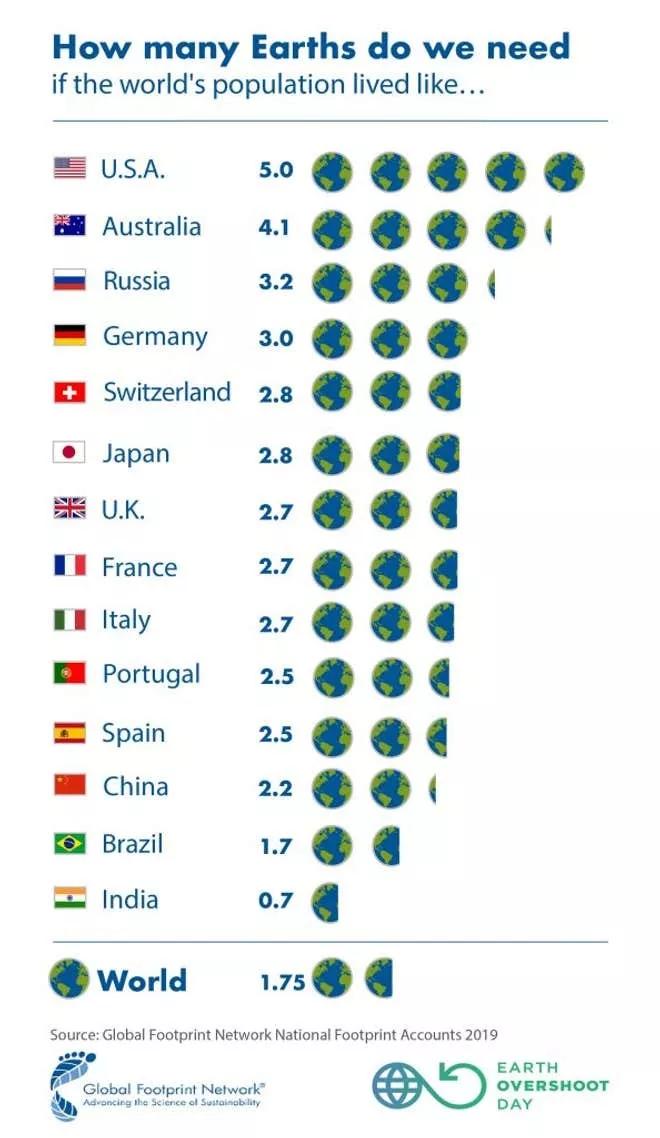 How many Earths do we need
if the world's population lived like…
U.S.A. 5.0
Australia 4.1
Russia 3.2
Germany 3.0
Switzerland 2.8
Japan 2.8
U.K. 2.7
France 2.7
Italy 2.7
Portugal 2.5
Spain 2.5
China 2.2
Brazil 1.7
India 0.7
World 1.75
Source: Global Footprint Network National Footprint Accounts 2019
Global Footprint Network®
Advancing the Science of Sustainability
EARTH
OVERSHOOT
DAY